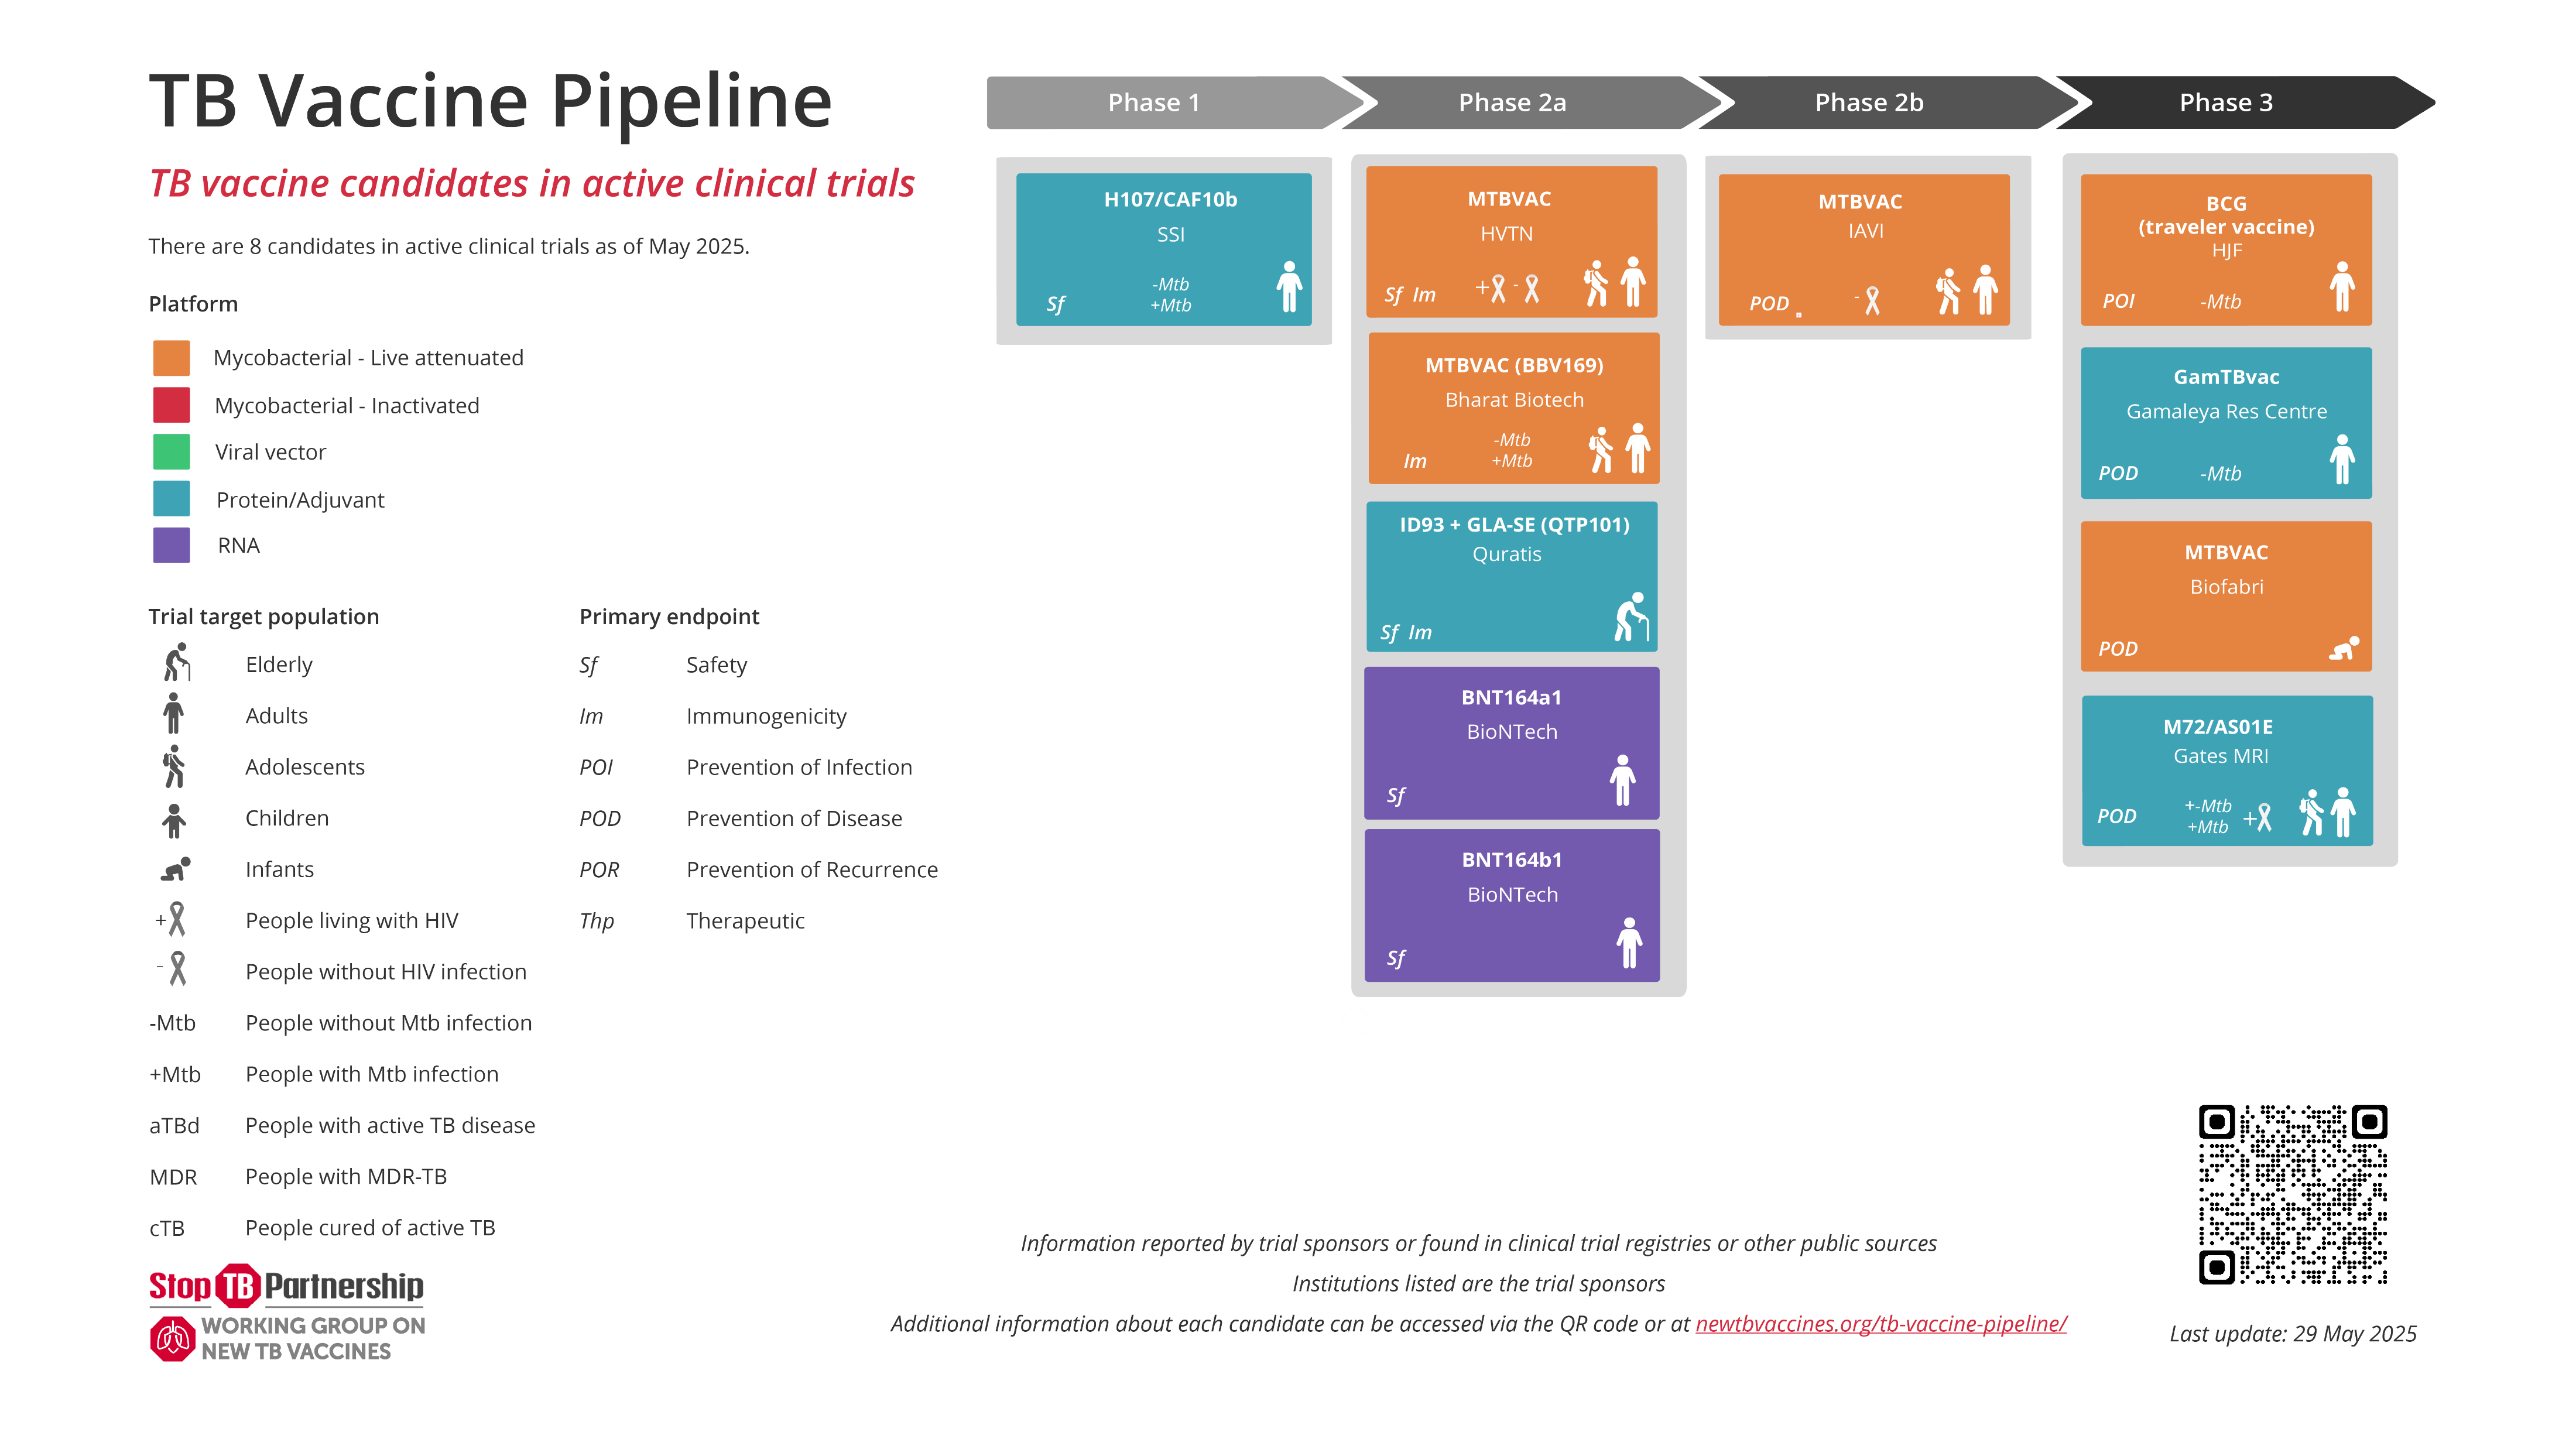 TB Vaccine Pipeline
TB vaccine candidates in active clinical trials
There are 8 candidates in active clinical trials as of May 2025.
Platform
Mycobacterial - Live attenuated
Mycobacterial - Inactivated
Viral vector
Protein/Adjuvant
RNA
Trial target population
Elderly
Adults
Adolescents
Children
Infants
+ People living with HIV
- People without HIV infection
-Mtb People without Mtb infection
+Mtb People with Mtb infection
aTBd People with active TB disease
MDR People with MDR-TB
cTB People cured of active TB
Primary endpoint
Sf Safety
Im Immunogenicity
POI Prevention of Infection
POD Prevention of Disease
POR Prevention of Recurrence
Thp Therapeutic
Phase 1
H107/CAF10b
SSI
-Mtb
Sf +Mtb
Phase 2a
MTBVAC
HVTN
Sf Im + -
MTBVAC (BBV169)
Bharat Biotech
-Mtb
Im +Mtb
ID93 + GLA-SE (QTP101)
Quratis
Sf Im
BNT164a1
BioNTech
Sf
BNT164b1
BioNTech
Sf
Phase 2b
MTBVAC
IAVI
POD -
Phase 3
BCG
(traveler vaccine)
HJF
POI -Mtb
GamTBvac
Gamaleya Res Centre
POD -Mtb
MTBVAC
Biofabri
POD
M72/AS01E
Gates MRI
+-Mtb
POD +Mtb +
Stop TB Partnership
WORKING GROUP ON
NEW TB VACCINES
Information reported by trial sponsors or found in clinical trial registries or other public sources
Institutions listed are the trial sponsors
Additional information about each candidate can be accessed via the QR code or at newtbvaccines.org/tb-vaccine-pipeline/
Last update: 29 May 2025